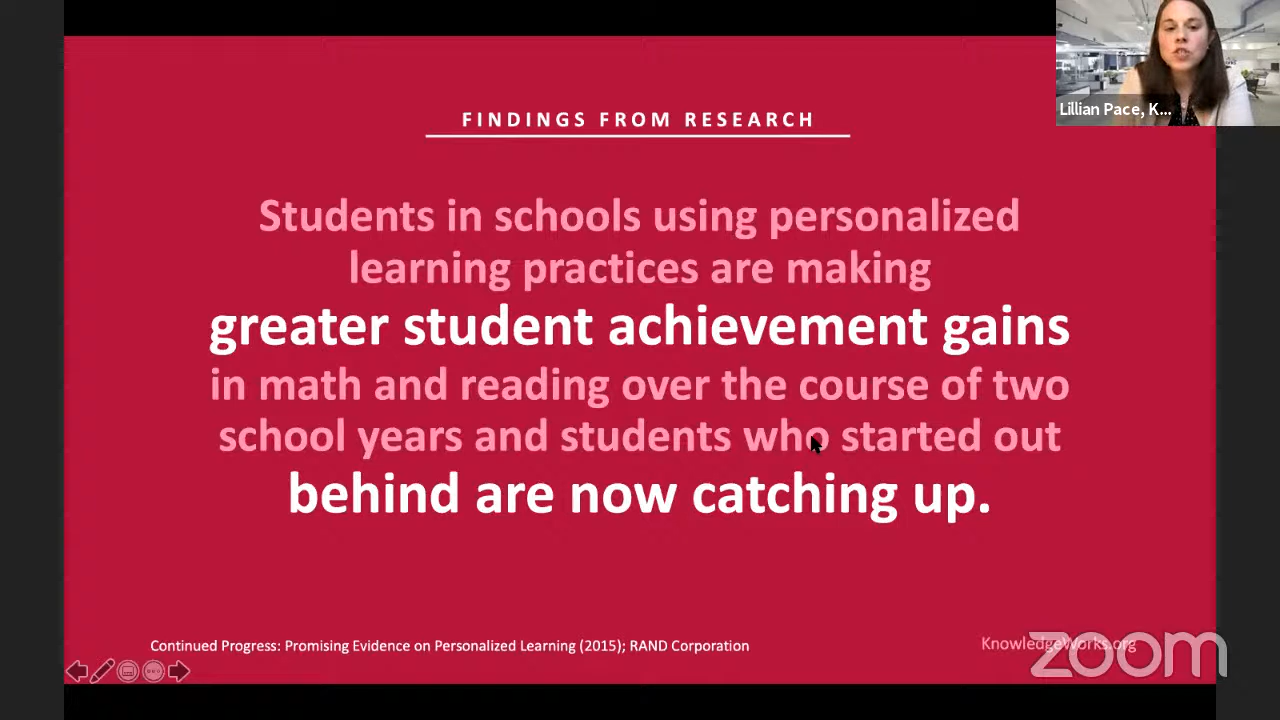 Lillian Pace, K...
FINDINGS FROM RESEARCH
Students in schools using personalized
learning practices are making
greater student achievement gains
in math and reading over the course of two
school years and students who started out
behind are now catching up.
Continued Progress: Promising Evidence on Personalized Learning (2015); RAND Corporation
KnowledgeWorks.org
zoom